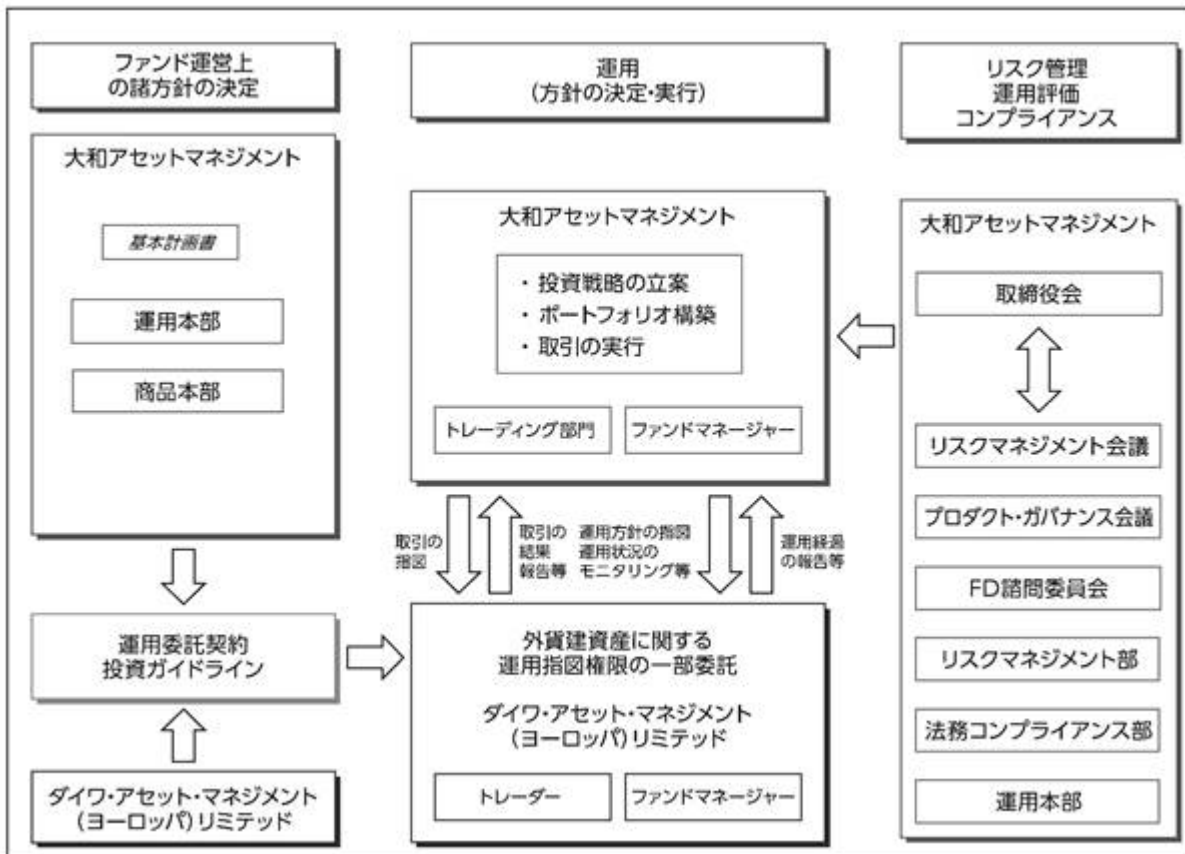 ファンド運営上
の諸方針の決定
大和アセットマネジメント
基本計画書
運用本部
商品本部
運用委託契約
投資ガイドライン
ダイワ・アセット・マネジメント
(ヨーロッパ)リミテッド
運用
(方針の決定・実行)
大和アセットマネジメント
・ 投資戦略の立案
・ ポートフォリオ構築
・ 取引の実行
トレーディング部門
ファンドマネージャー
取引の
指図
取引の
結果
報告等
運用方針の指図
運用状況の
モニタリング等
運用経過
の報告等
外貨建資産に関する
運用指図権限の一部委託
ダイワ・アセット・マネジメント
(ヨーロッパ)リミテッド
トレーダー
ファンドマネージャー
リスク管理
運用評価
コンプライアンス
大和アセットマネジメント
取締役会
リスクマネジメント会議
プロダクト・ガバナンス会議
FD諮問委員会
リスクマネジメント部
法務コンプライアンス部
運用本部